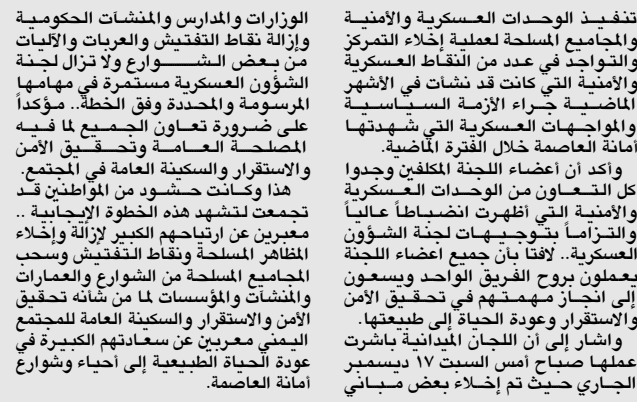 تنفيذ الوحدات العسكرية والأمنية
والمجاميع المسلحة لعملية إخلاء التمركز
والتواجد في عدد من النقاط العسكرية
والأمنية التي كانت قد نشأت في الأشهر
الماضية جراء الأزمة السياسية
والمواجهات العسكرية التي شهدتها
أمانة العاصمة خلال الفترة الماضية.
وأكد أن أعضاء اللجنة المكلفين وجدوا
كل التعاون من الوحدات العسكرية
والأمنية التي أظهرت انضباطاً عالياً
والتزاماً بتوجيهات لجنة الشؤون
العسكرية.. لافتا بأن جميع اعضاء اللجنة
يعملون بروح الفريق الواحد ويسعون
إلى انجاز مهمتهم في تحقيق الأمن
والاستقرار وعودة الحياة إلى طبيعتها.
واشار إلى أن اللجان الميدانية باشرت
عملها صباح أمس السبت ١٧ ديسمبر
الجاري حيث تم إخلاء بعض مباني
الوزارات والمدارس والمنشآت الحكومية
وإزالة نقاط التفتيش والعربات والآليات
من بعض الشوارع ولا تزال لجنة
الشؤون العسكرية مستمرة في مهامها
المرسومة والمحددة وفق الخطة.. مؤكداً
على ضرورة تعاون الجميع لما فيه
المصلحة العامة وتحقيق الأمن
والاستقرار والسكينة العامة في المجتمع.
هذا وكانت حشود من المواطنين قد
تجمعت لتشهد هذه الخطوة الإيجابية ..
معبرين عن ارتياحهم الكبير لإزالة وإخلاء
المظاهر المسلحة ونقاط التفتيش وسحب
المجاميع المسلحة من الشوارع والعمارات
والمنشآت والمؤسسات لما من شأنه تحقيق
الأمن والاستقرار والسكينة العامة للمجتمع
اليمني معربين عن سعادتهم الكبيرة في
عودة الحياة الطبيعية إلى أحياء وشوارع
أمانة العاصمة.